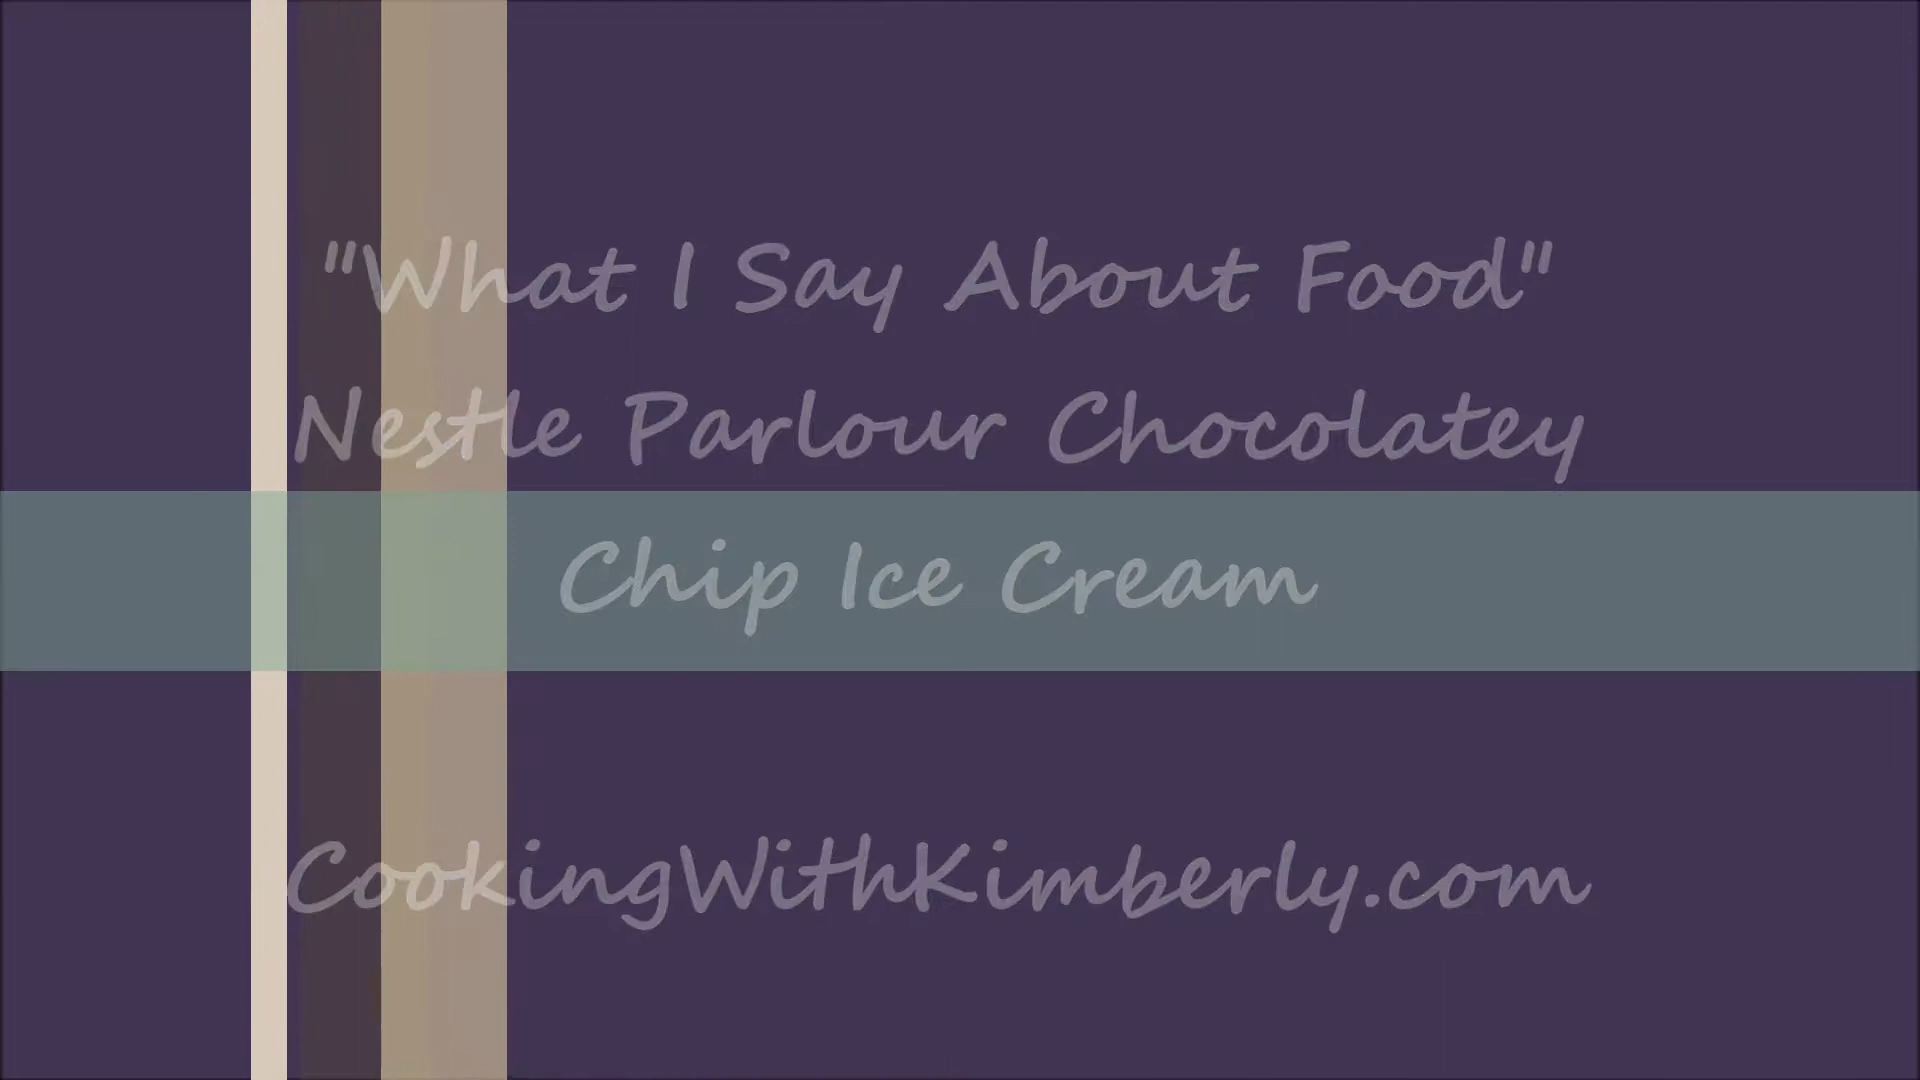 "What I Say About Food"
Nestle Parlour Chocolatey
Chip Ice Cream
CookingWithKimberly.com